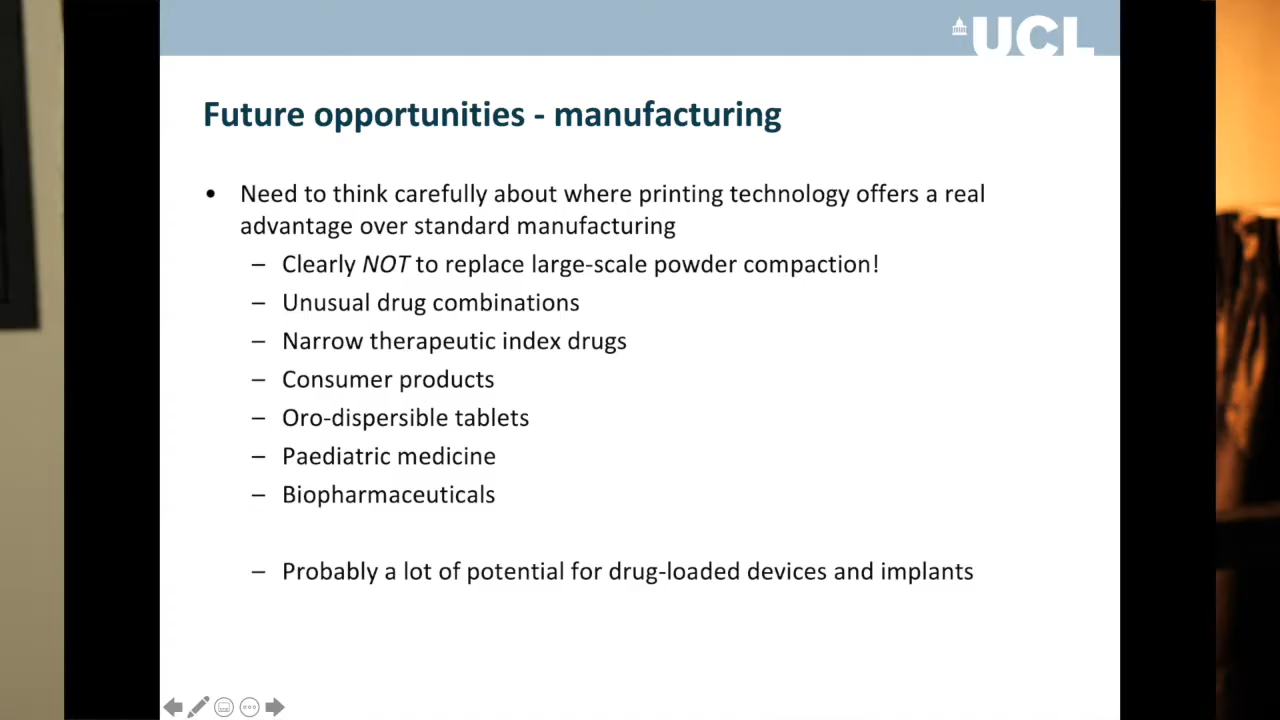 UCL
Future opportunities - manufacturing
• Need to think carefully about where printing technology offers a real
advantage over standard manufacturing
– Clearly NOT to replace large-scale powder compaction!
– Unusual drug combinations
– Narrow therapeutic index drugs
– Consumer products
– Oro-dispersible tablets
– Paediatric medicine
– Biopharmaceuticals
– Probably a lot of potential for drug-loaded devices and implants